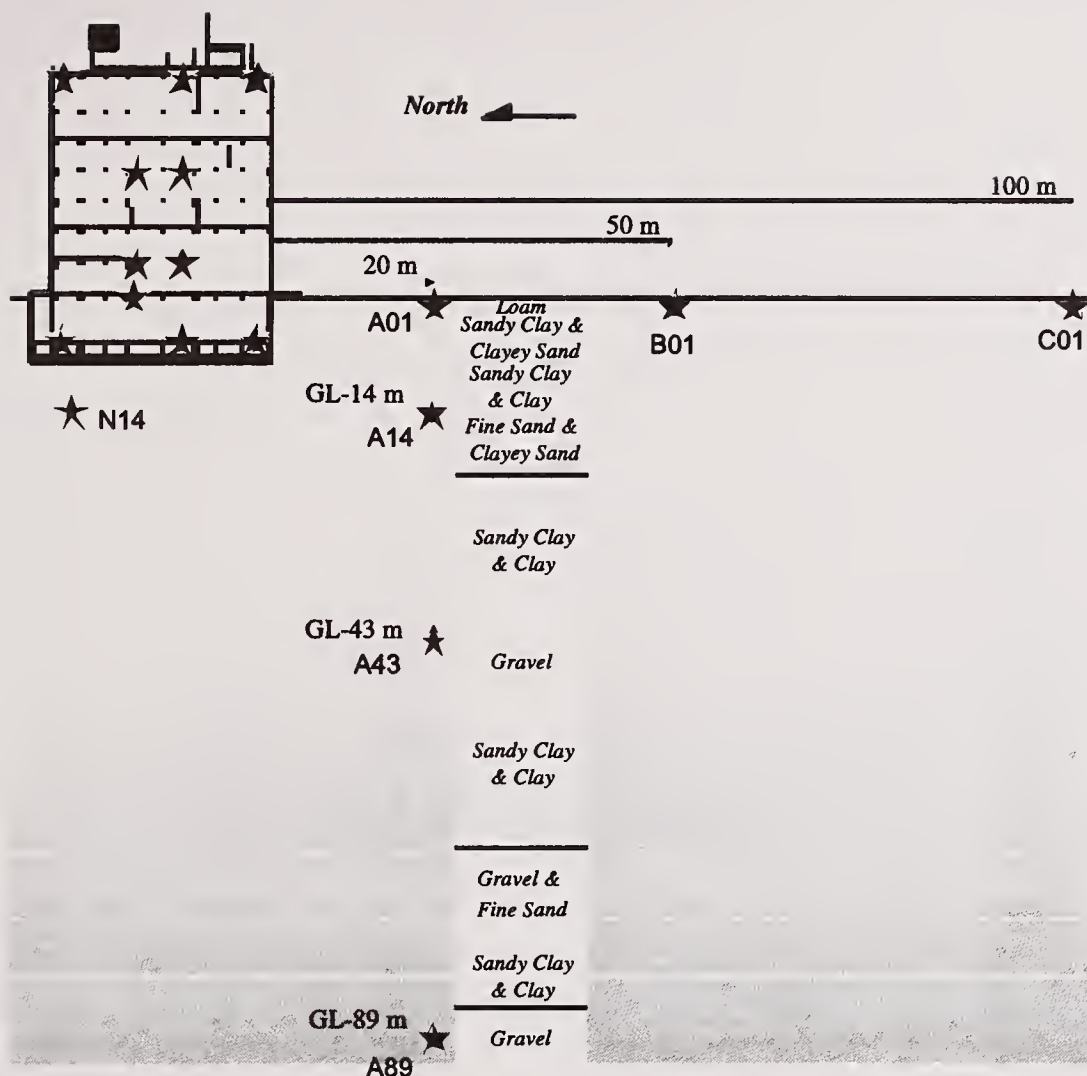 North
100 m
50 m
20 m
A01
Loam
B01
C01
Sandy Clay &
Clayey Sand
Sandy Clay
& Clay
GL-14 m
A14
N14
Fine Sand &
Clayey Sand
Sandy Clay
& Clay
GL-43 m
A43
Gravel
Sandy Clay
& Clay
Gravel &
Fine Sand
Sandy Clay
& Clay
GL-89 m
A89
Gravel